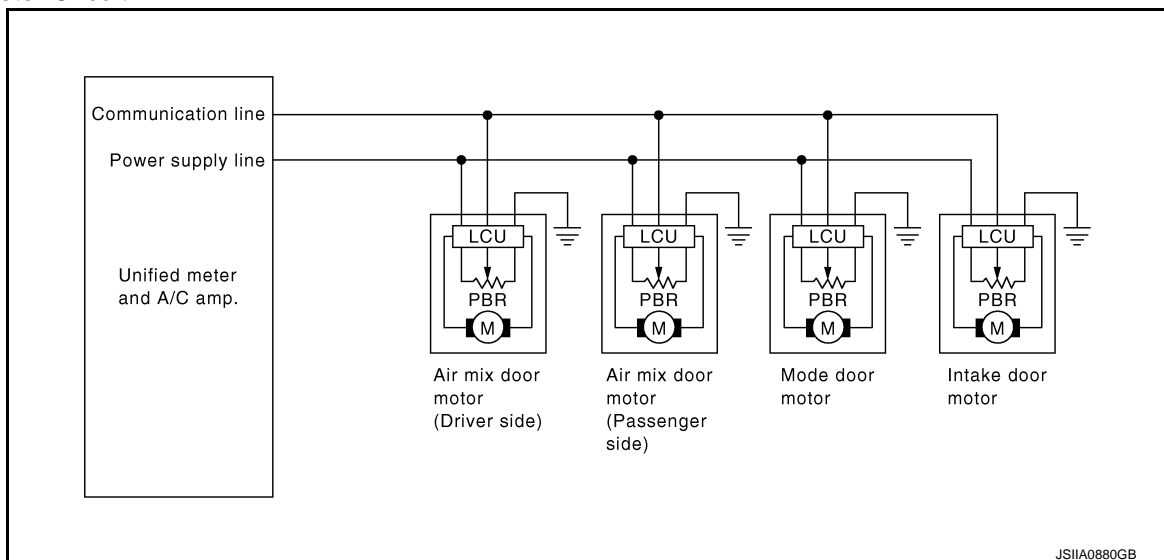 Communication line
Power supply line
Unified meter
and A/C amp.
LCU
PBR
M
LCU
PBR
M
LCU
PBR
M
LCU
PBR
M
Air mix door
motor
(Driver side)
Air mix door
motor
(Passenger
side)
Mode door
motor
Intake door
motor
JSIIA0880GB